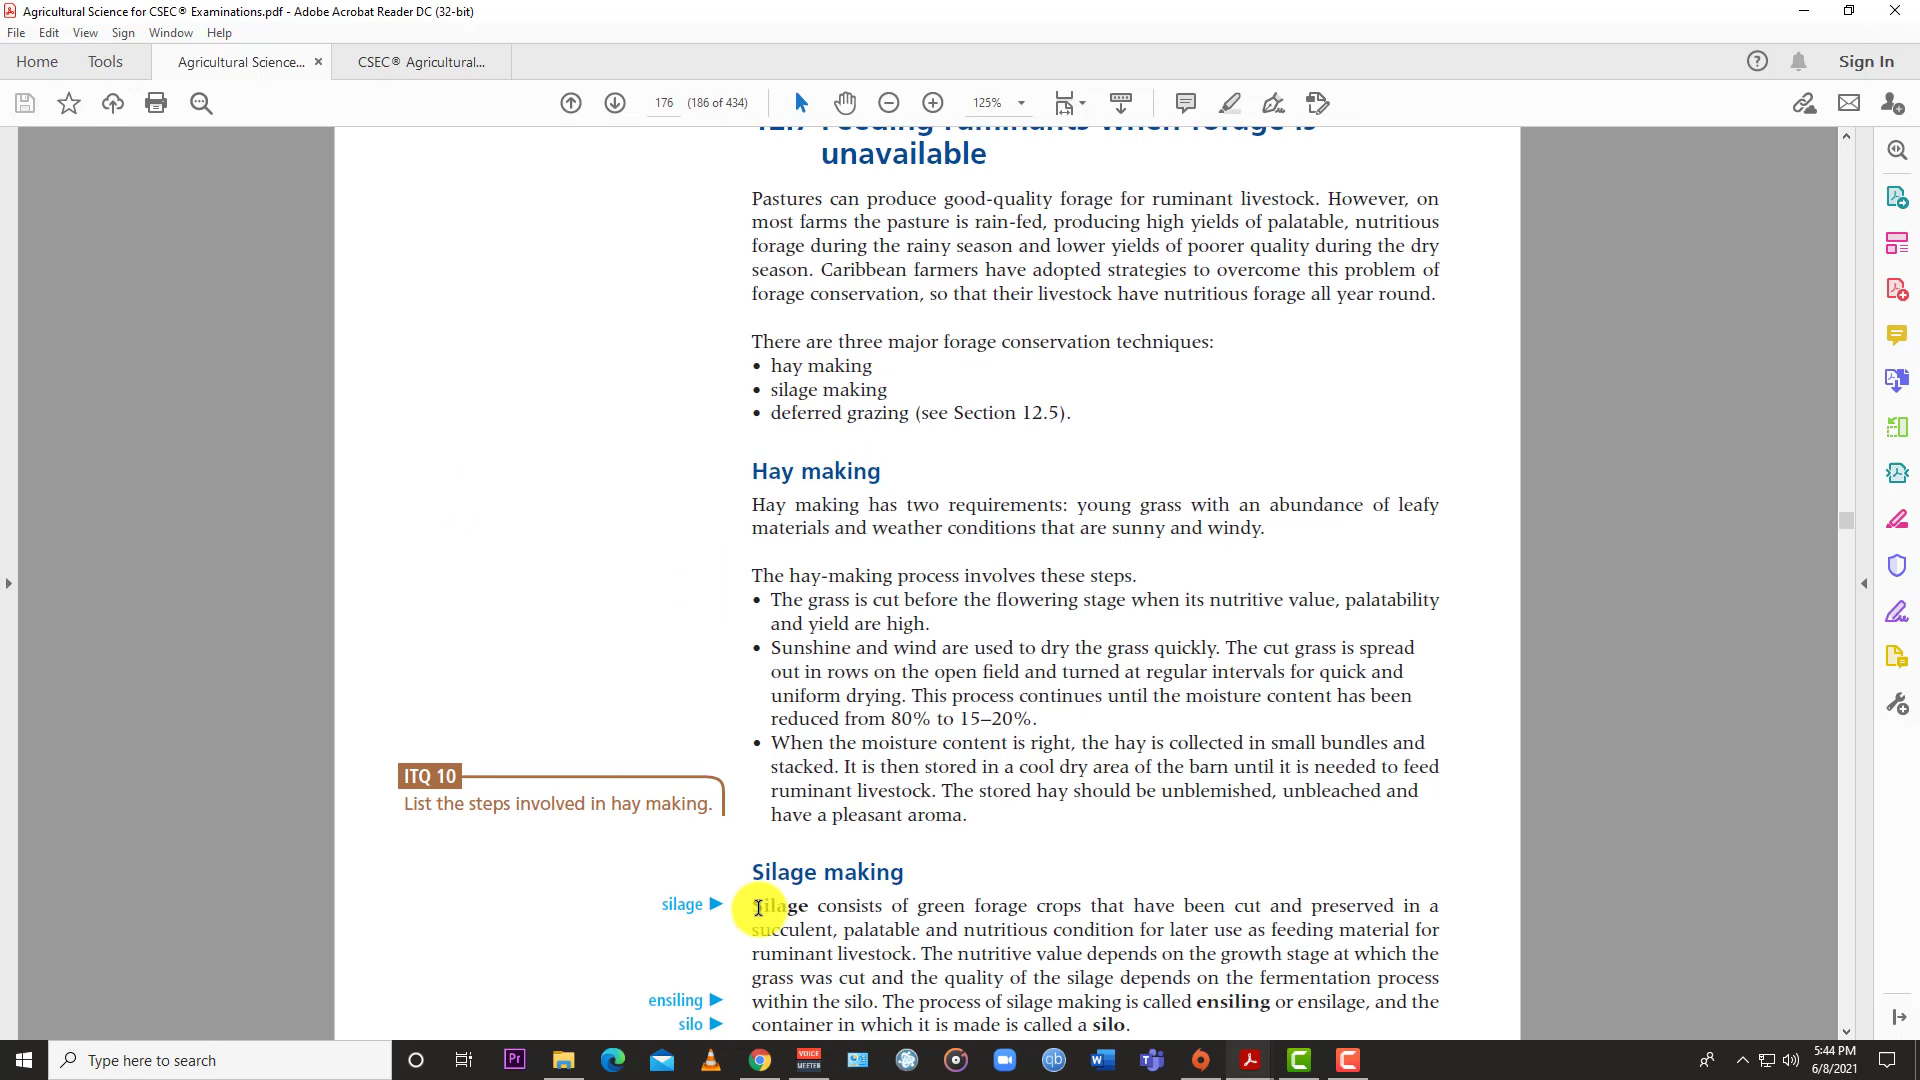 Agricultural Science for CSEC® Examinations.pdf - Adobe Acrobat Reader DC (32-bit)
File Edit View Sign Window Help
Home Tools Agricultural Science... × CSEC® Agricultural... Sign In
176 (186 of 434) 125%
12.7 Feeding ruminants when forage is
unavailable
Pastures can produce good-quality forage for ruminant livestock. However, on
most farms the pasture is rain-fed, producing high yields of palatable, nutritious
forage during the rainy season and lower yields of poorer quality during the dry
season. Caribbean farmers have adopted strategies to overcome this problem of
forage conservation, so that their livestock have nutritious forage all year round.
There are three major forage conservation techniques:
• hay making
• silage making
• deferred grazing (see Section 12.5).
Hay making
Hay making has two requirements: young grass with an abundance of leafy
materials and weather conditions that are sunny and windy.
The hay-making process involves these steps.
• The grass is cut before the flowering stage when its nutritive value, palatability
and yield are high.
• Sunshine and wind are used to dry the grass quickly. The cut grass is spread
out in rows on the open field and turned at regular intervals for quick and
uniform drying. This process continues until the moisture content has been
reduced from 80% to 15–20%.
• When the moisture content is right, the hay is collected in small bundles and
stacked. It is then stored in a cool dry area of the barn until it is needed to feed
ruminant livestock. The stored hay should be unblemished, unbleached and
have a pleasant aroma.
ITQ 10
List the steps involved in hay making.
Silage making
silage ▶
Silage consists of green forage crops that have been cut and preserved in a
succulent, palatable and nutritious condition for later use as feeding material for
ruminant livestock. The nutritive value depends on the growth stage at which the
grass was cut and the quality of the silage depends on the fermentation process
ensiling ▶
within the silo. The process of silage making is called ensiling or ensilage, and the
silo ▶
container in which it is made is called a silo.
Type here to search
Pr
VOICE
MEETER
qb
5:44 PM
6/8/2021